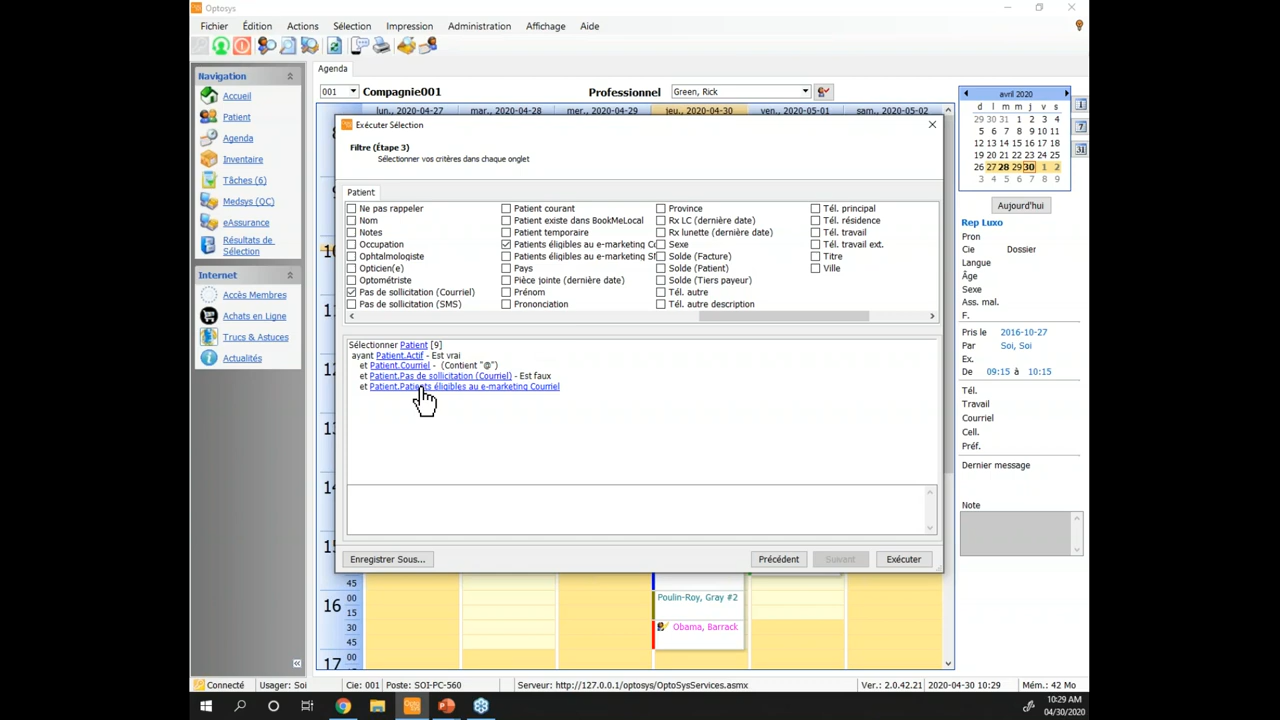 Optosys
Fichier Édition Actions Sélection Impression Administration Affichage Aide
Navigation
Accueil
Patient
Agenda
Inventaire
Tâches (6)
Medsys (QC)
eAssurance
Résultats de
Sélection
Internet
Accès Membres
Achats en Ligne
Trucs & Astuces
Actualités
Agenda
001 Compagnie001 Professionnel Green, Rick
lun., 2020-04-27 mar., 2020-04-28 mer., 2020-04-29 jeu., 2020-04-30 ven., 2020-05-01 sam., 2020-05-02
Exécuter Sélection
Filtre (Étape 3)
Sélectionner vos critères dans chaque onglet
Patient
Ne pas rappeler Patient courant Province Tél. principal
Nom Patient existe dans BookMeLocal Rx LC (dernière date) Tél. résidence
Notes Patient temporaire Rx lunette (dernière date) Tél. travail
Occupation Patients éligibles au e-marketing Co Sexe Tél. travail ext.
Ophtalmologiste Patients éligibles au e-marketing SM Solde (Facture) Titre
Opticien(e) Pays Solde (Patient) Ville
Optométriste Pièce jointe (dernière date) Solde (Tiers payeur)
Pas de sollicitation (Courriel) Prénom Tél. autre
Pas de sollicitation (SMS) Prononciation Tél. autre description
Sélectionner Patient [9]
ayant Patient.Actif - Est vrai
et Patient.Courriel - (Contient "@")
et Patient.Pas de sollicitation (Courriel) - Est faux
et Patient.Patients éligibles au e-marketing Courriel
Enregistrer Sous... Précédent Suivant Exécuter
45
16 00
15
30
45
17 00
Poulin-Roy, Gray #2
Obama, Barrack
avril 2020
d l m m j v s
29 30 31 1 2 3 4
5 6 7 8 9 10 11
12 13 14 15 16 17 18
19 20 21 22 23 24 25
26 27 28 29 30 1 2
3 4 5 6 7 8 9
1
7
31
Aujourd'hui
Rep Luxo
Pron
Cie Dossier
Langue
Âge
Sexe
Ass. mal.
F.
Pris le 2016-10-27
Par Soi, Soi
Ex.
De 09:15 à 10:15
Tél.
Travail
Courriel
Cell.
Préf.
Dernier message
Note
Connecté Usager: Soi Cie: 001 Poste: SOI-PC-560 Serveur: http://127.0.0.1/optosys/OptoSysServices.asmx Ver.: 2.0.42.21 2020-04-30 10:29 Mém.: 42 Mo
10:29 AM
04/30/2020